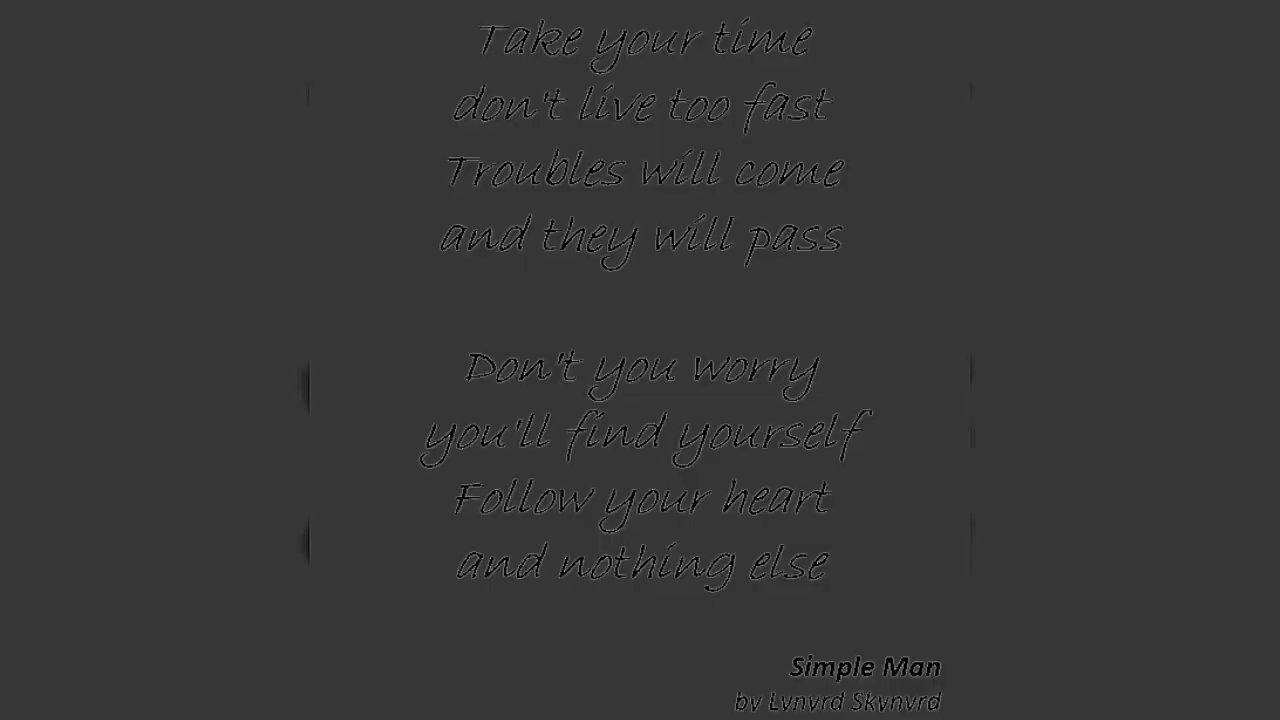 Take your time
don't live too fast
Troubles will come
and they will pass
Don't you worry
you'll find yourself
Follow your heart
and nothing else
Simple Man
by Lynyrd Skynyrd